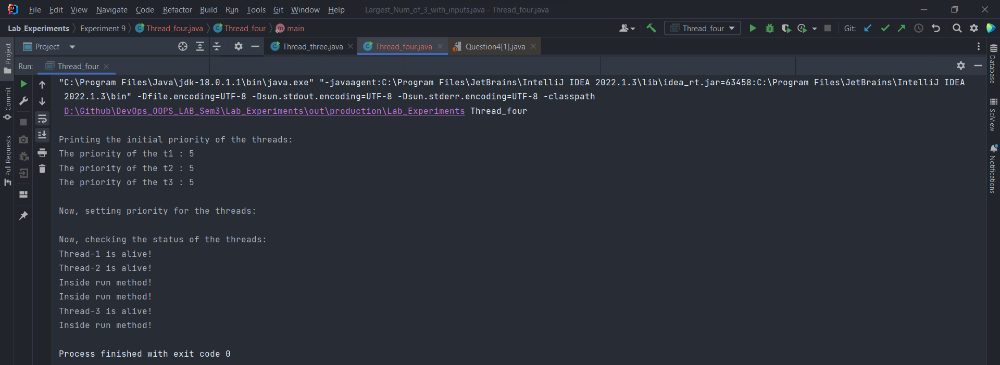 File Edit View Navigate Code Refactor Build Run Tools Git Window Help Largest_Num_of_3_with_inputs.java - Thread_four.java
Lab_Experiments Experiment 9 Thread_four.java Thread_four main Thread_four Git:
Project Thread_three.java Thread_four.java Question4[1].java
Run: Thread_four
"C:\Program Files\Java\jdk-18.0.1.1\bin\java.exe" "-javaagent:C:\Program Files\JetBrains\IntelliJ IDEA 2022.1.3\lib\idea_rt.jar=63458:C:\Program Files\JetBrains\IntelliJ IDEA
2022.1.3\bin" -Dfile.encoding=UTF-8 -Dsun.stdout.encoding=UTF-8 -Dsun.stderr.encoding=UTF-8 -classpath
D:\Github\DevOps_OOPS_LAB_Sem3\Lab_Experiments\out\production\Lab_Experiments Thread_four
Printing the initial priority of the threads:
The priority of the t1 : 5
The priority of the t2 : 5
The priority of the t3 : 5
Now, setting priority for the threads:
Now, checking the status of the threads:
Thread-1 is alive!
Thread-2 is alive!
Inside run method!
Inside run method!
Thread-3 is alive!
Inside run method!
Process finished with exit code 0
Project
Commit
Pull Requests
Database
SciView
Notifications